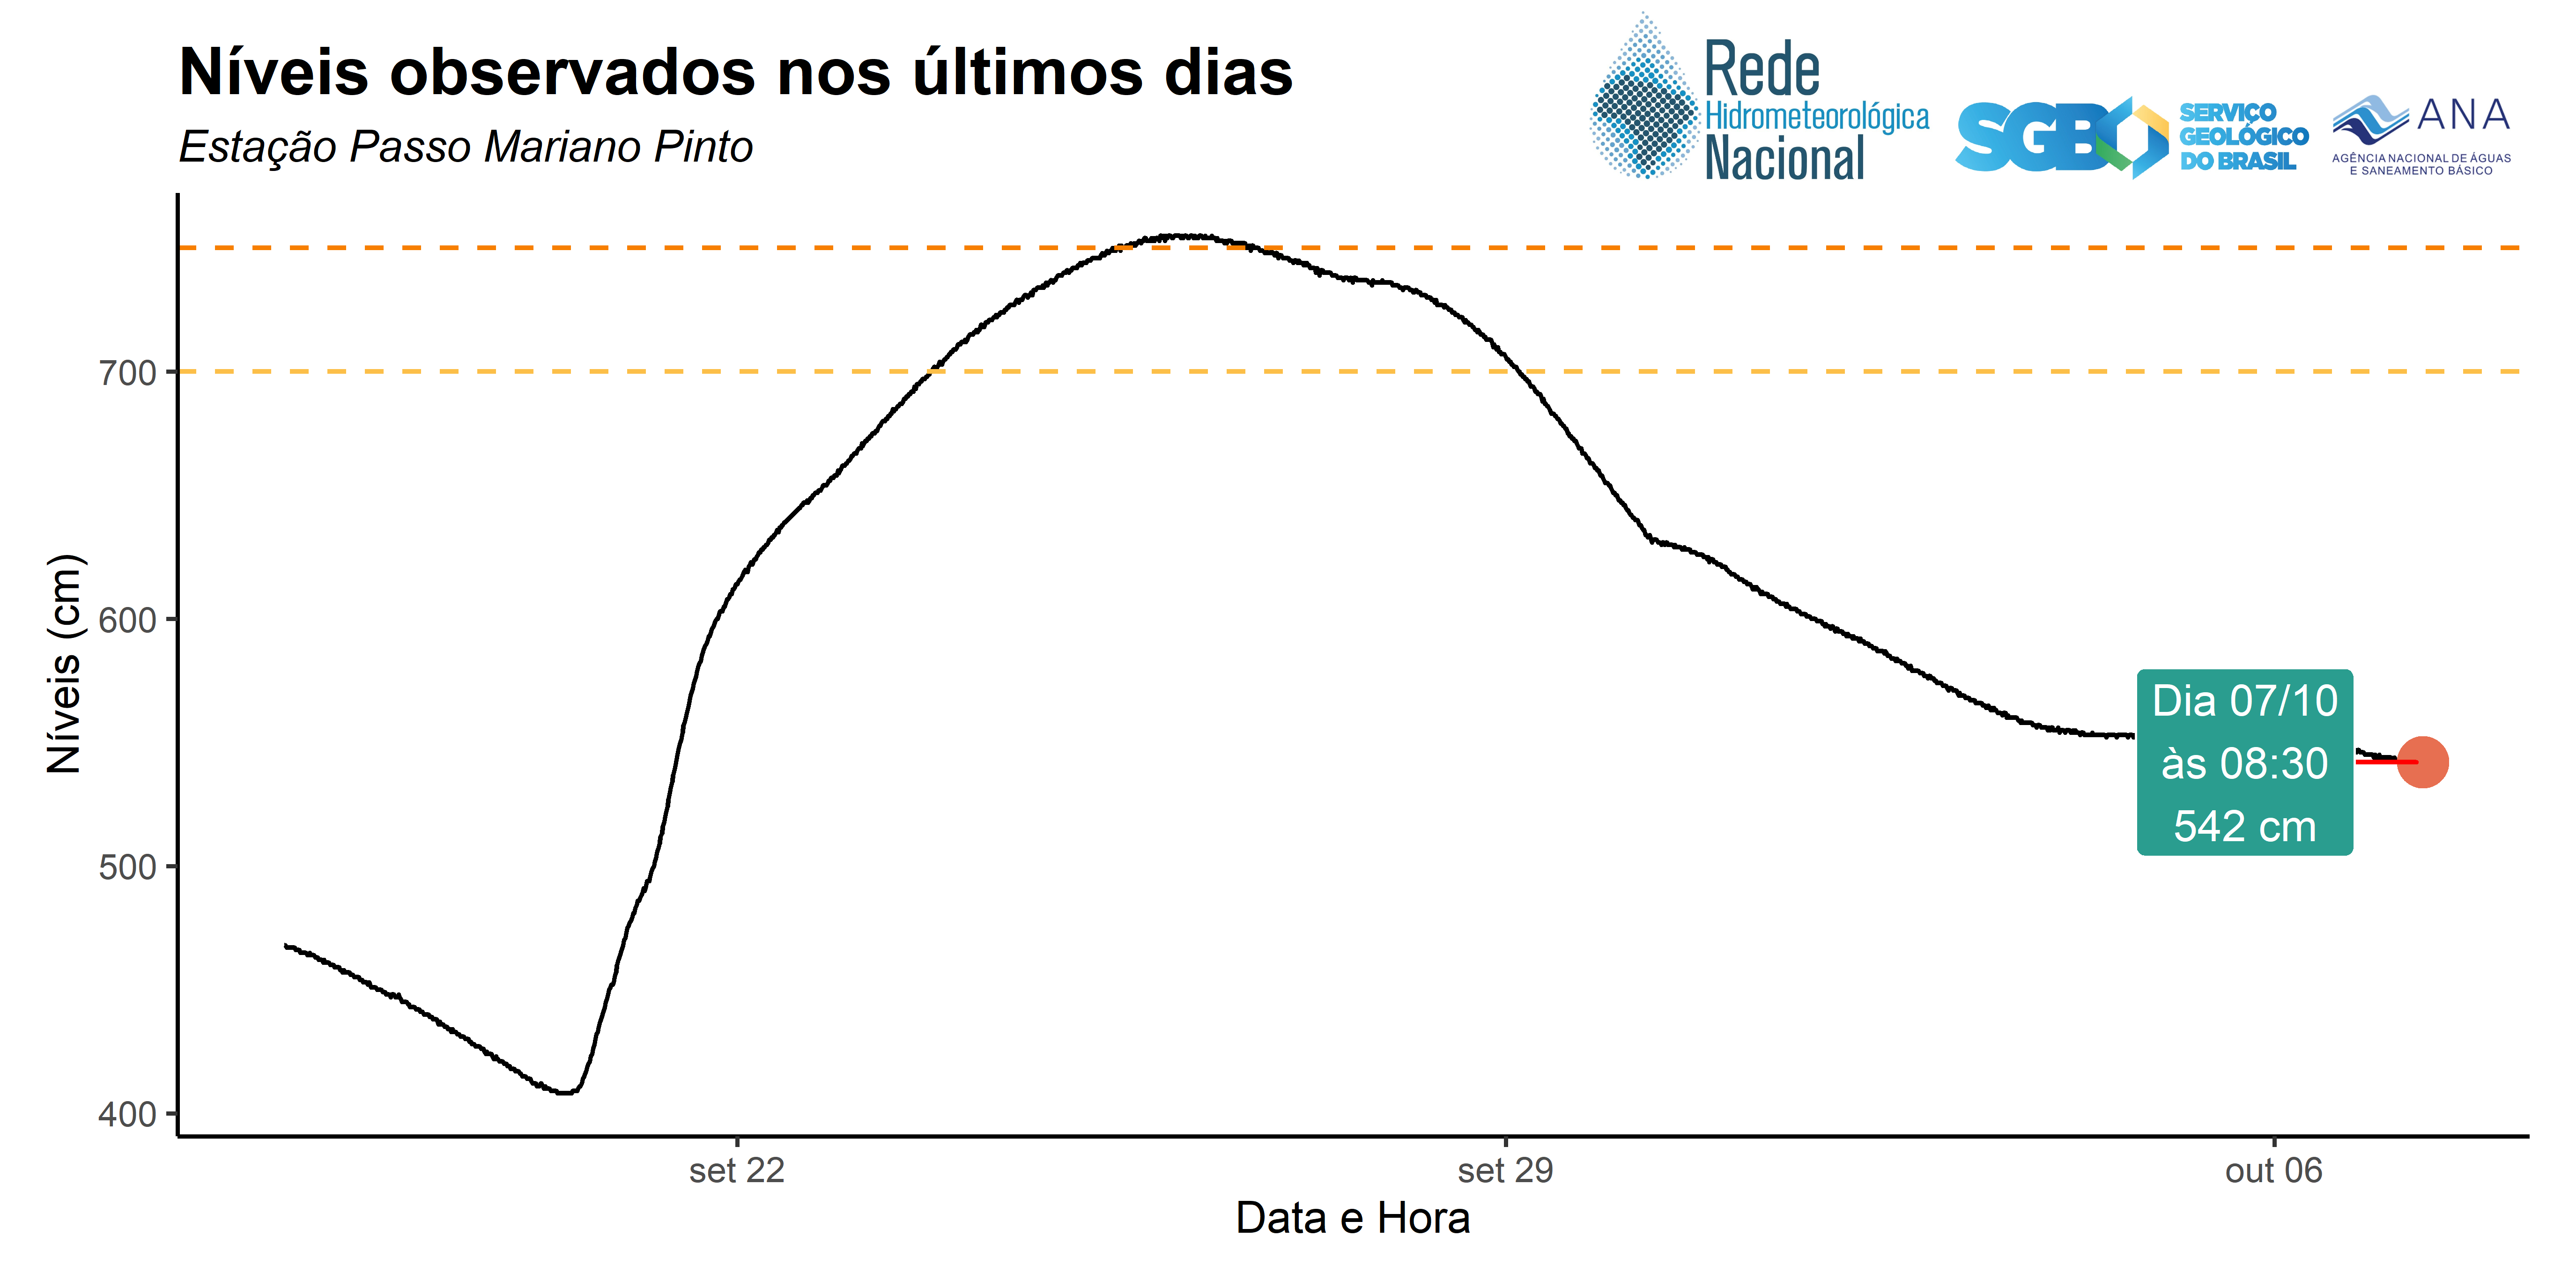 Níveis observados nos últimos dias
Estação Passo Mariano Pinto
Rede
Hidrometeorológica
Nacional
SGB
SERVIÇO
GEOLÓGICO
DO BRASIL
ANA
AGÊNCIA NACIONAL DE ÁGUAS
E SANEAMENTO BÁSICO
Níveis (cm)
700
600
500
400
Dia 07/10
às 08:30
542 cm
set 22
set 29
out 06
Data e Hora